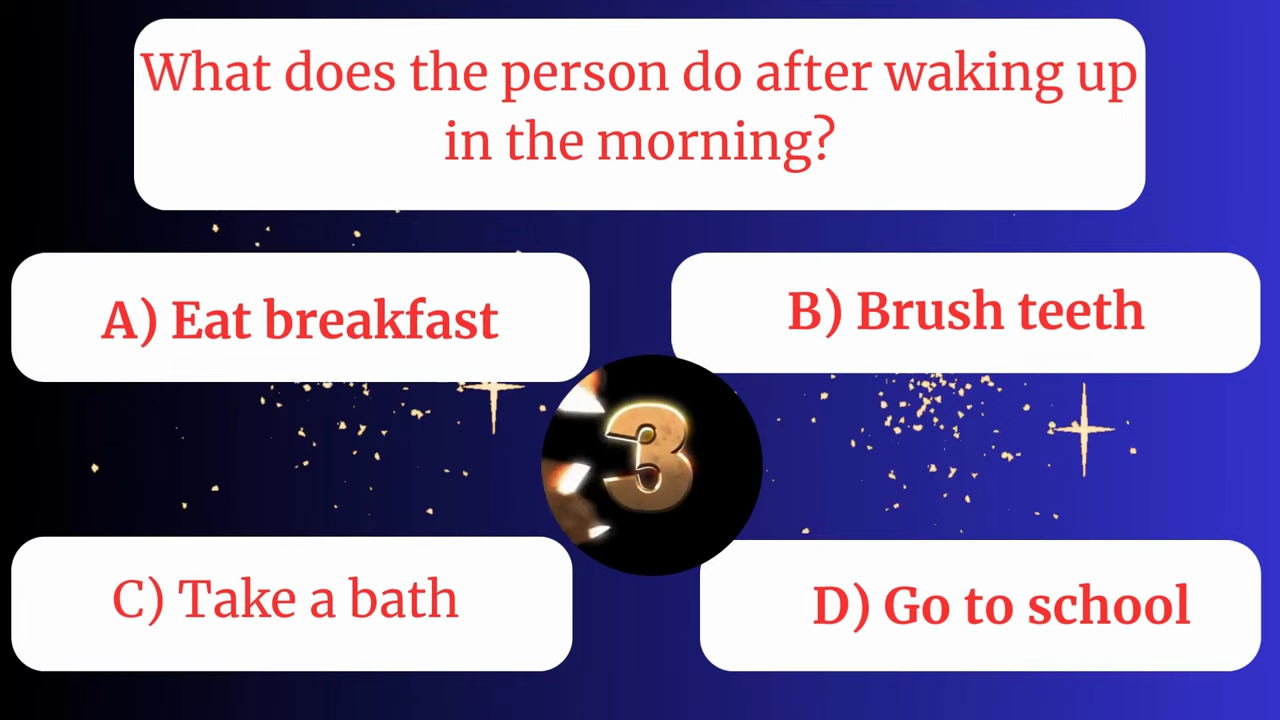 What does the person do after waking up
in the morning?
A) Eat breakfast
B) Brush teeth
3
C) Take a bath
D) Go to school